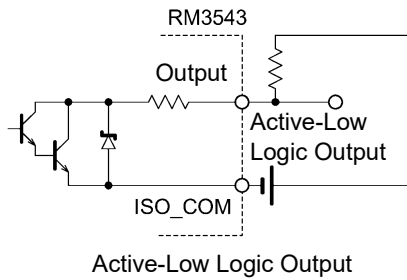 RM3543
Output
Active-Low
Logic Output
ISO_COM
Active-Low Logic Output